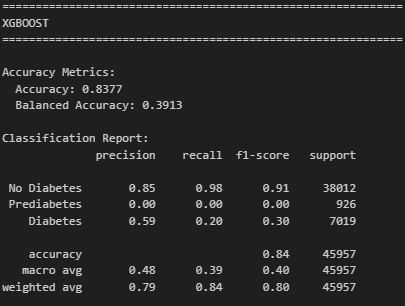 ============================================================
XGBOOST
============================================================
Accuracy Metrics:
Accuracy: 0.8377
Balanced Accuracy: 0.3913
Classification Report:
precision recall f1-score support
No Diabetes 0.85 0.98 0.91 38012
Prediabetes 0.00 0.00 0.00 926
Diabetes 0.59 0.20 0.30 7019
accuracy 0.84 45957
macro avg 0.48 0.39 0.40 45957
weighted avg 0.79 0.84 0.80 45957